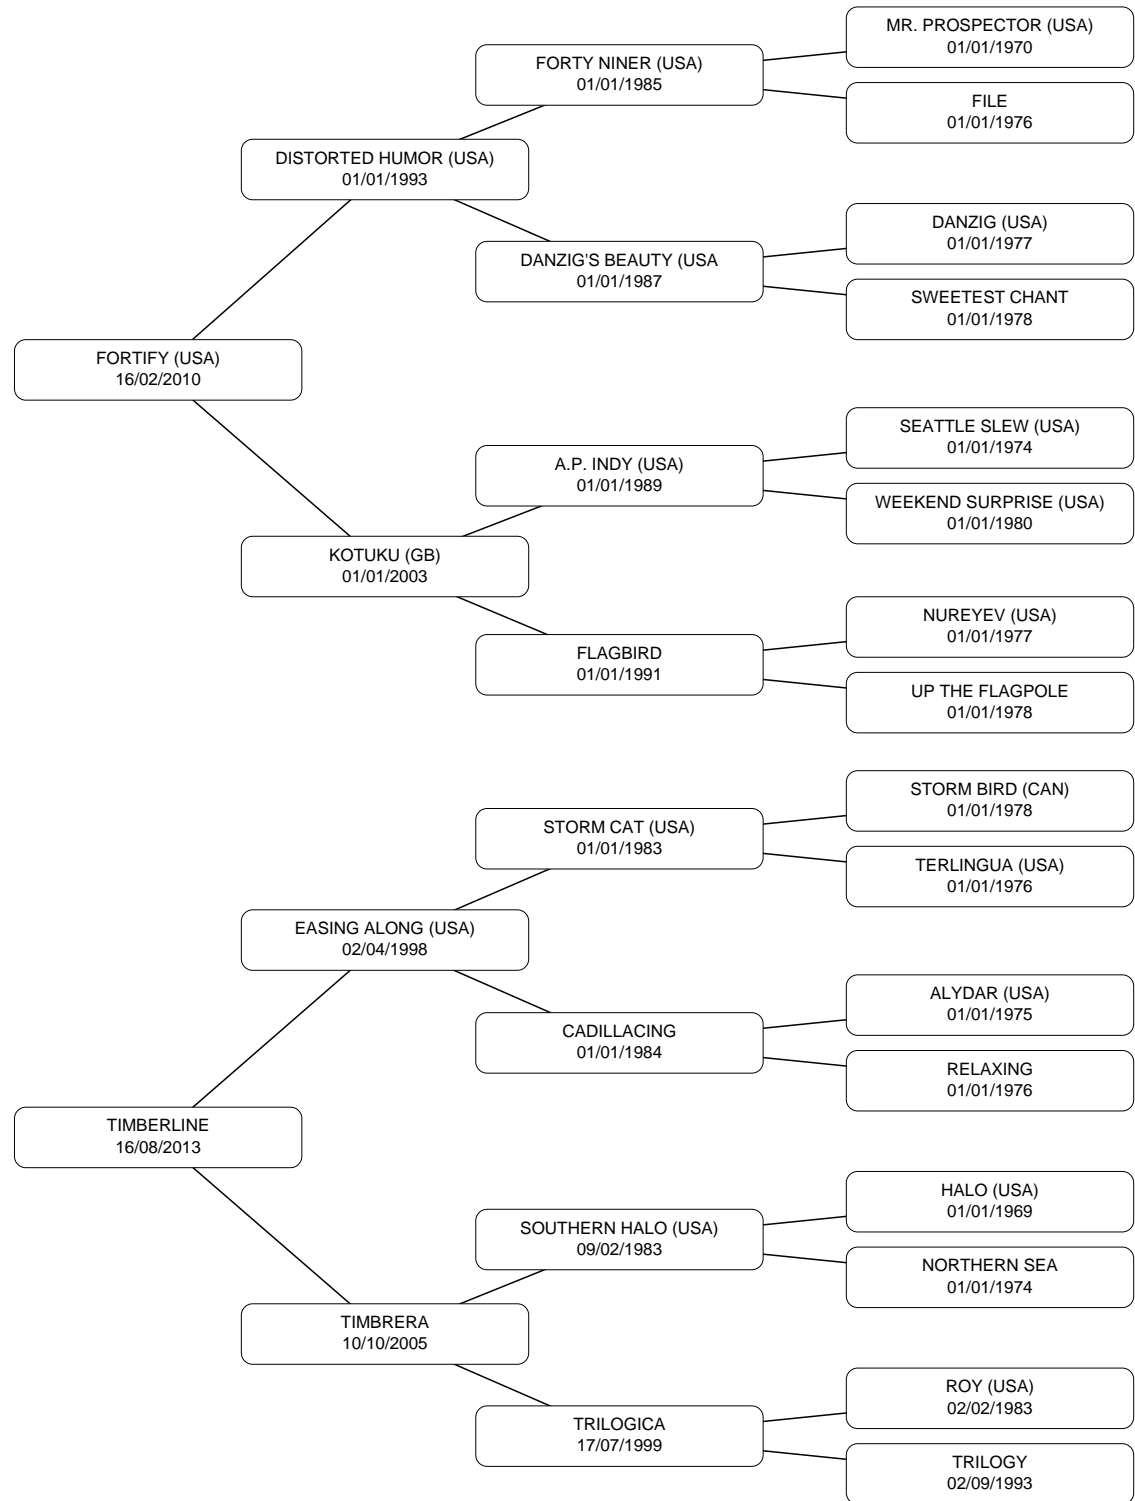 MR. PROSPECTOR (USA)
01/01/1970
FORTY NINER (USA)
01/01/1985
FILE
01/01/1976
DISTORTED HUMOR (USA)
01/01/1993
DANZIG (USA)
01/01/1977
DANZIG'S BEAUTY (USA
01/01/1987
SWEETEST CHANT
01/01/1978
FORTIFY (USA)
16/02/2010
SEATTLE SLEW (USA)
01/01/1974
A.P. INDY (USA)
01/01/1989
WEEKEND SURPRISE (USA)
01/01/1980
KOTUKU (GB)
01/01/2003
NUREYEV (USA)
01/01/1977
FLAGBIRD
01/01/1991
UP THE FLAGPOLE
01/01/1978
STORM BIRD (CAN)
01/01/1978
STORM CAT (USA)
01/01/1983
TERLINGUA (USA)
01/01/1976
EASING ALONG (USA)
02/04/1998
ALYDAR (USA)
01/01/1975
CADILLACING
01/01/1984
RELAXING
01/01/1976
TIMBERLINE
16/08/2013
HALO (USA)
01/01/1969
SOUTHERN HALO (USA)
09/02/1983
NORTHERN SEA
01/01/1974
TIMBRERA
10/10/2005
ROY (USA)
02/02/1983
TRILOGICA
17/07/1999
TRILOGY
02/09/1993